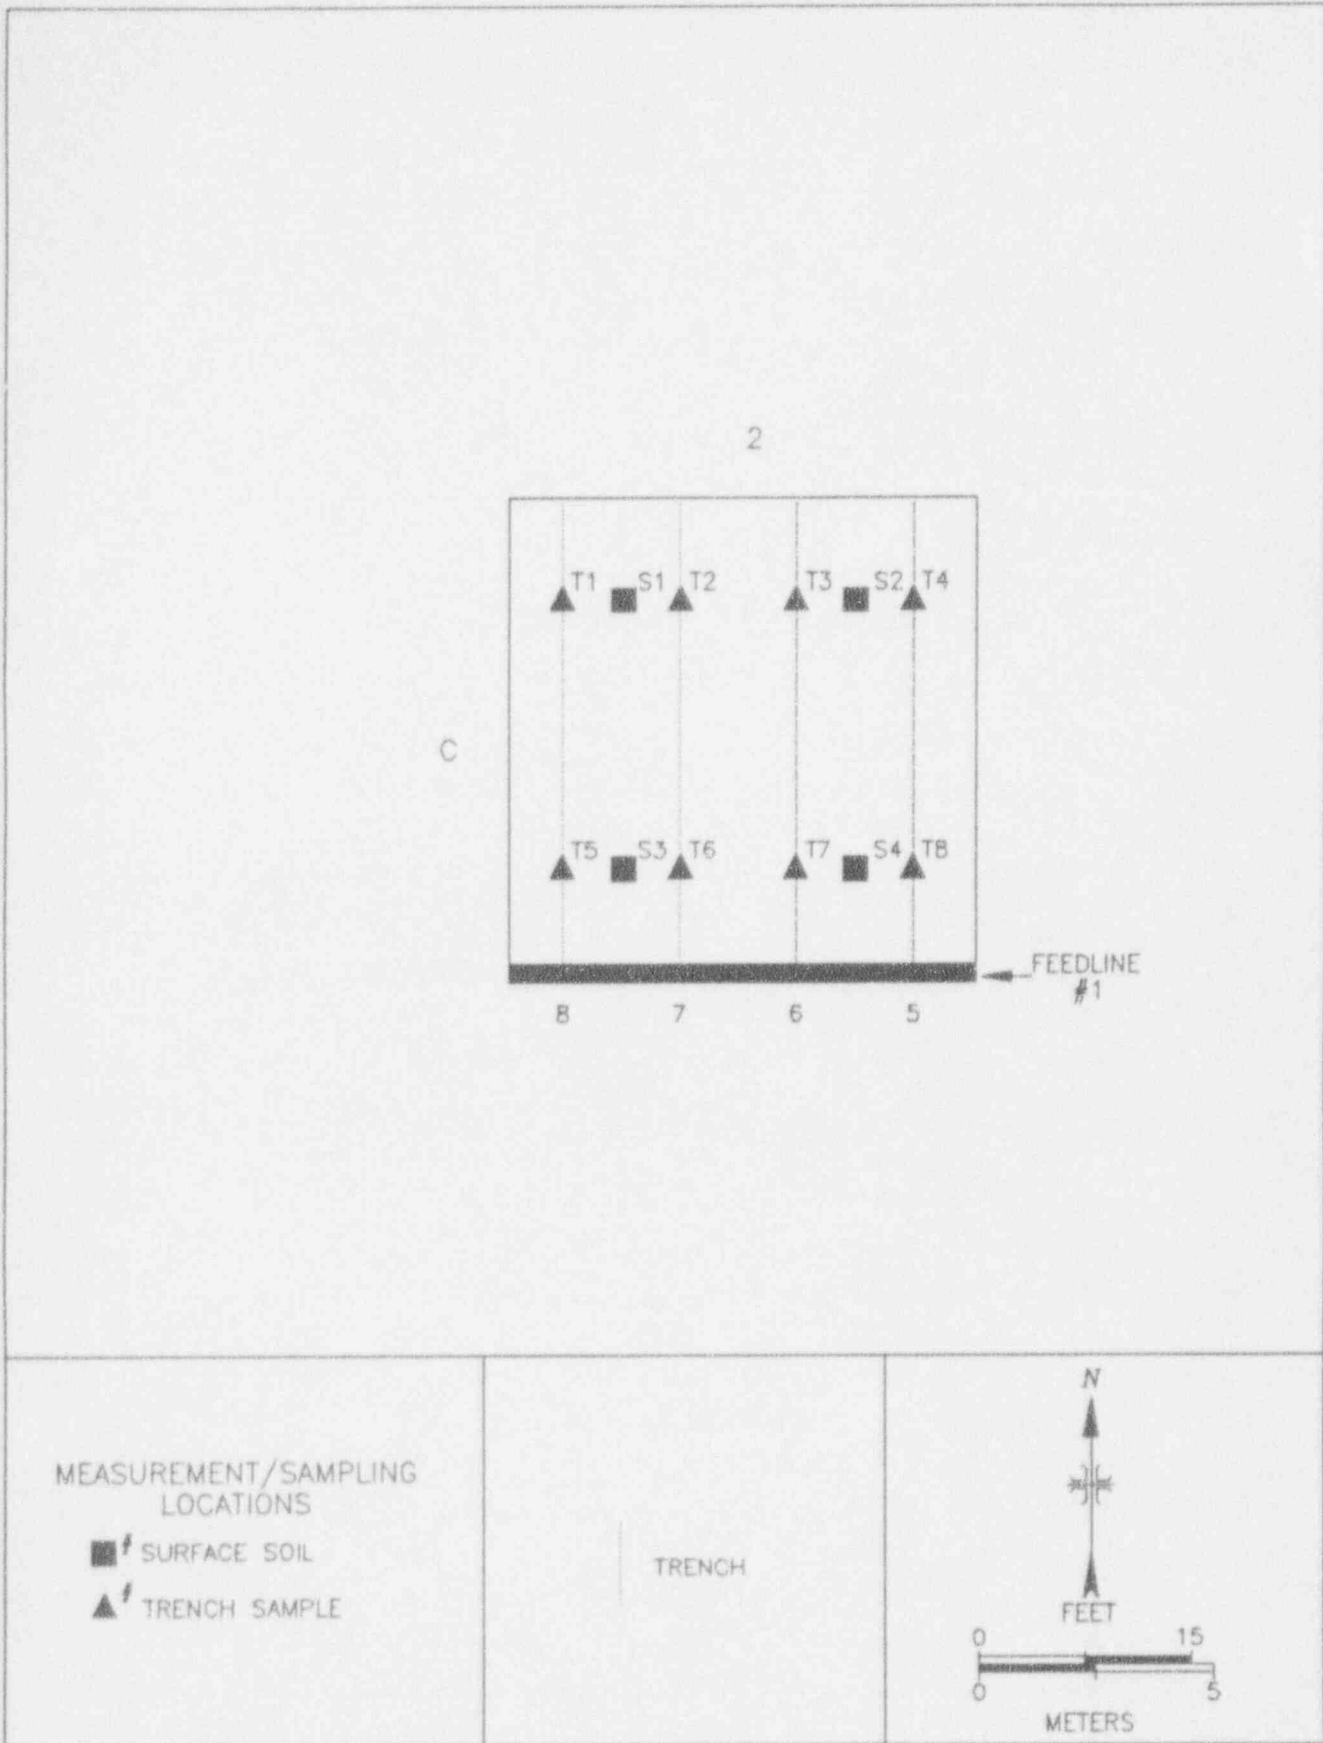 2
T1 S1 T2 T3 S2 T4
C
T5 S3 T6 T7 S4 T8
FEEDLINE
#1
8 7 6 5
MEASUREMENT/SAMPLING
LOCATIONS
# SURFACE SOIL
# TRENCH SAMPLE
TRENCH
N
FEET
0 15
0 5
METERS